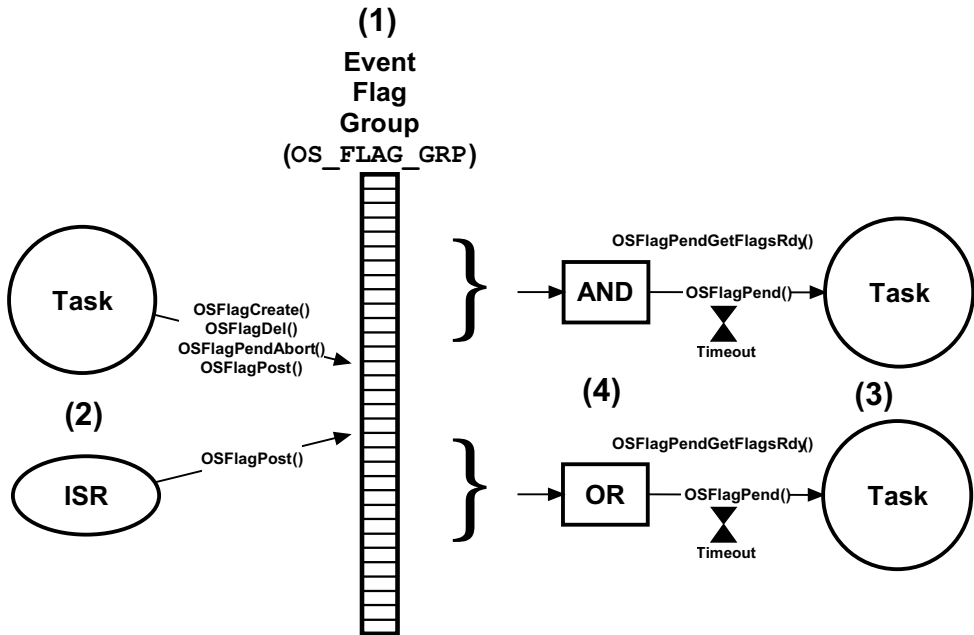 (1)
Event
Flag
Group
(OS_FLAG_GRP)
Task
OSFlagCreate()
OSFlagDel()
OSFlagPendAbort()
OSFlagPost()
(2)
ISR
OSFlagPost()
}
}
OSFlagPendGetFlagsRdy()
AND
OSFlagPend()
Timeout
Task
(4)
(3)
OSFlagPendGetFlagsRdy()
OR
OSFlagPend()
Timeout
Task